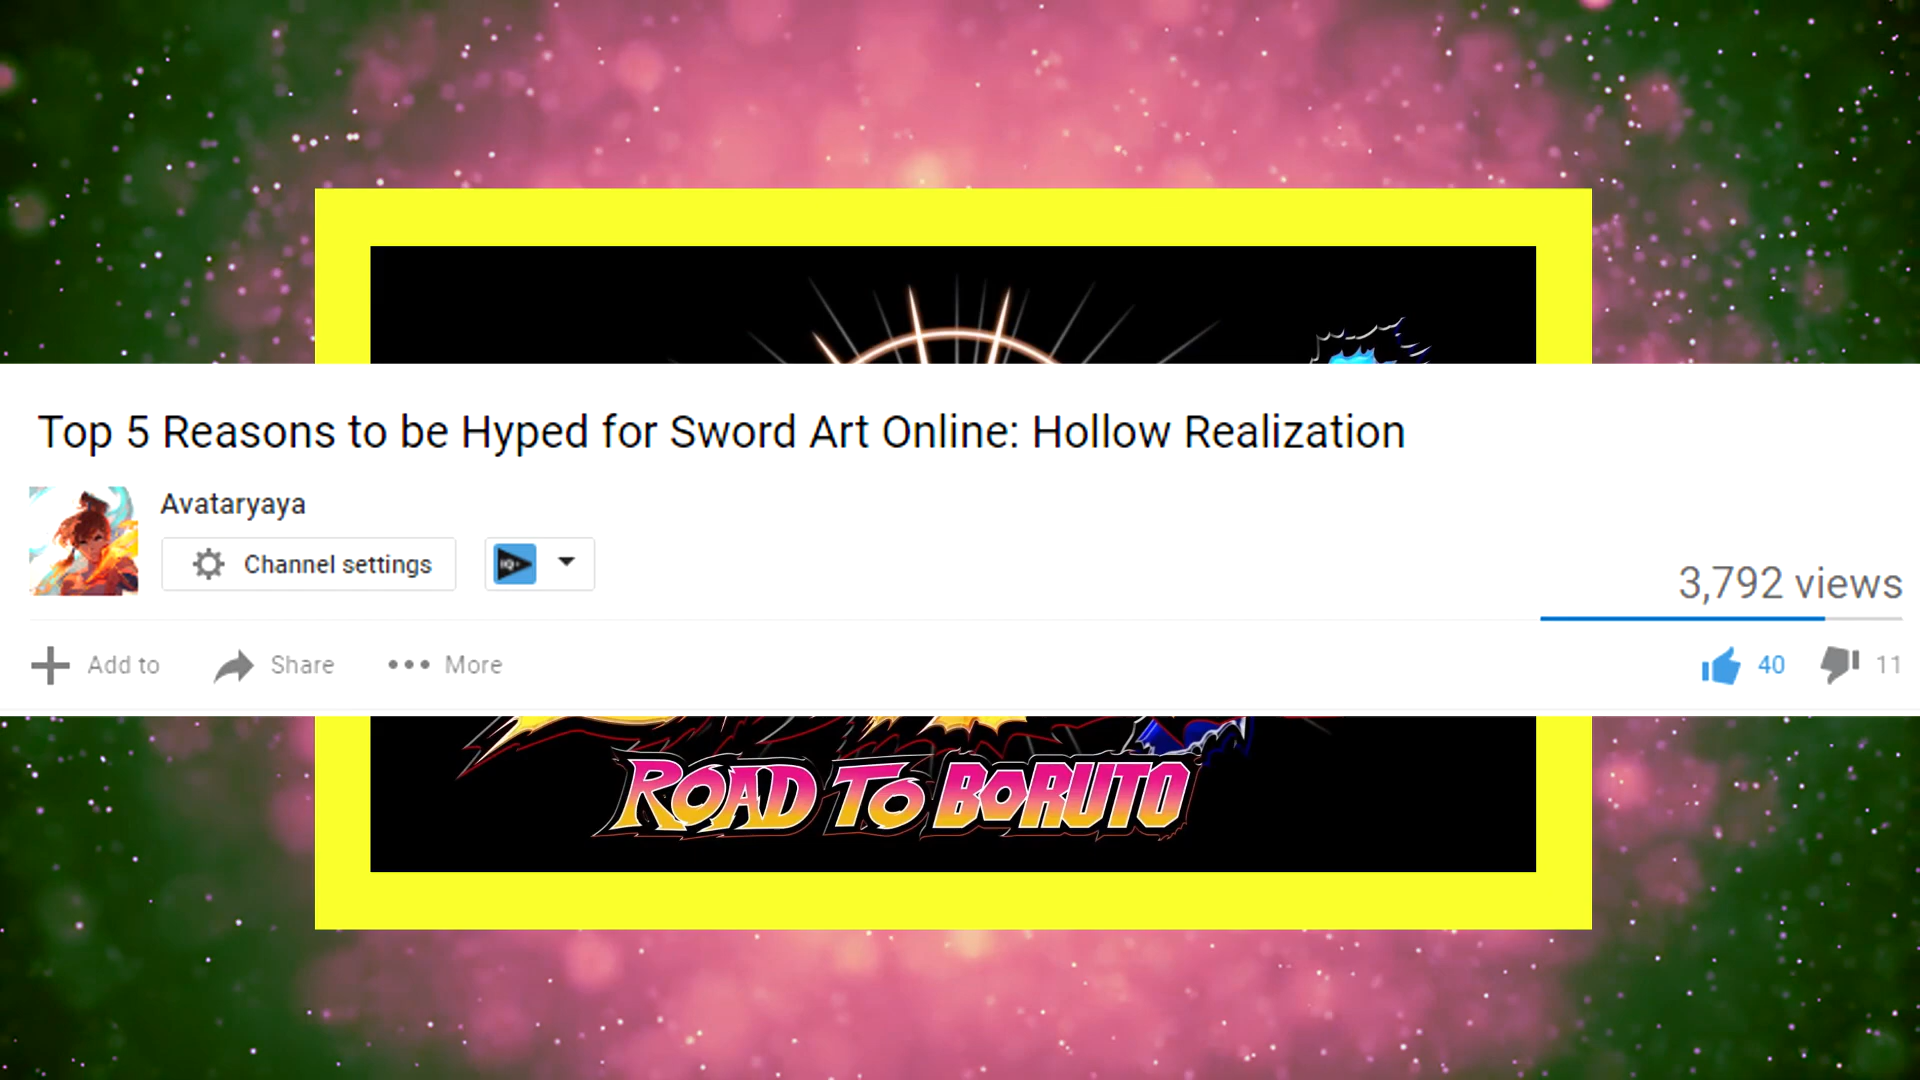 Top 5 Reasons to be Hyped for Sword Art Online: Hollow Realization
Avataryaya
Channel settings
3,792 views
Add to
Share
More
40
11
ROAD TO BORUTO